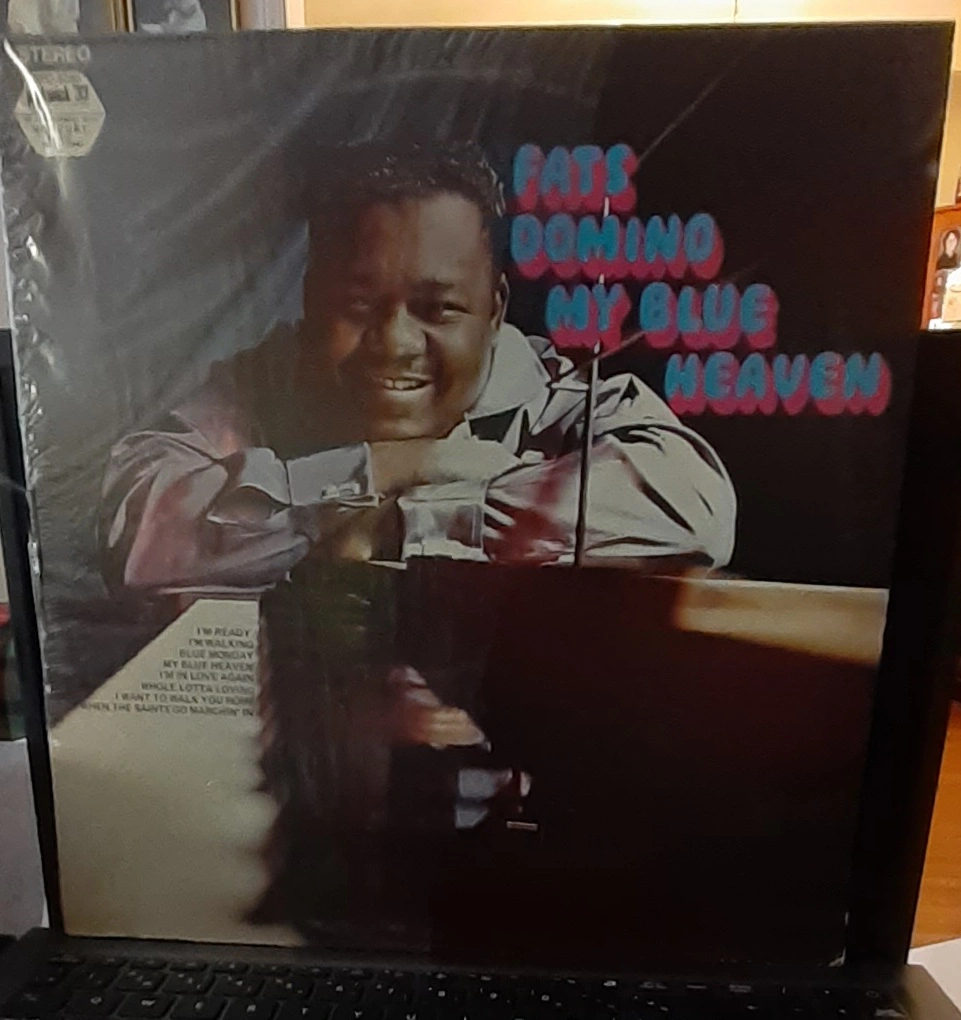 STEREO
FATS
DOMINO
MY BLUE
HEAVEN
I'M READY
I'M WALKING
BLUE MONDAY
MY BLUE HEAVEN
I'M IN LOVE AGAIN
WHOLE LOTTA LOVING
I WANT TO WALK YOU HOME
WHEN THE SAINTS GO MARCHIN' IN